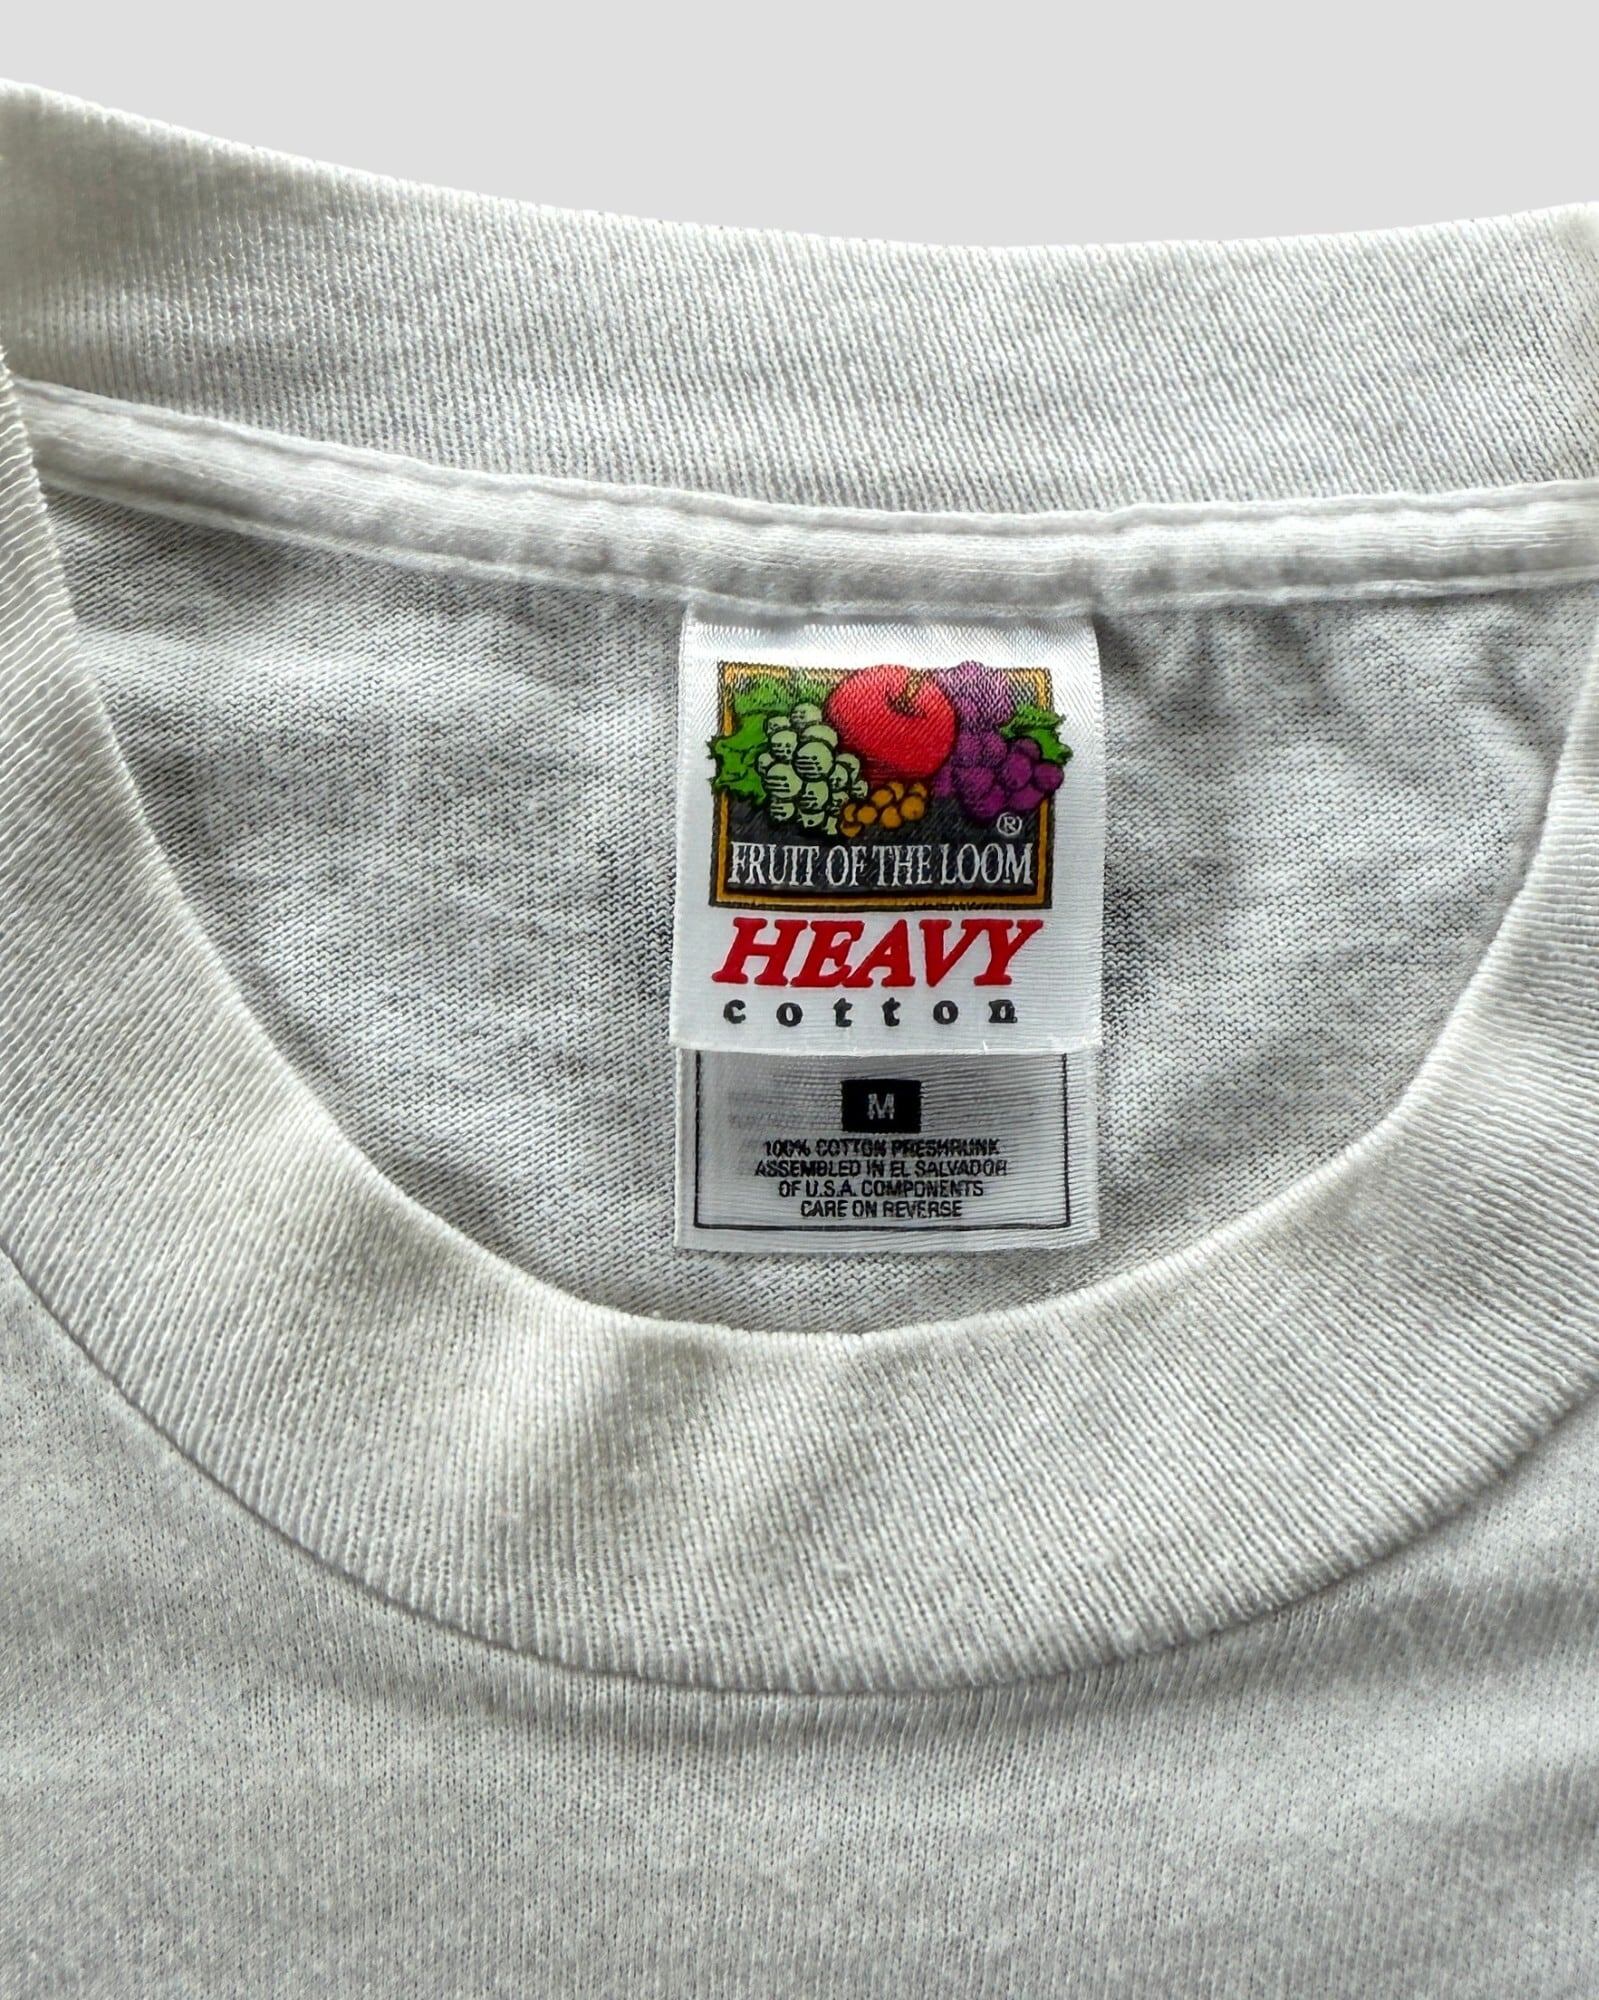 ®
FRUIT OF THE LOOM
HEAVY
cotton
M
100% COTTON PRESHRUNK
ASSEMBLED IN EL SALVADOR
OF U.S.A. COMPONENTS
CARE ON REVERSE